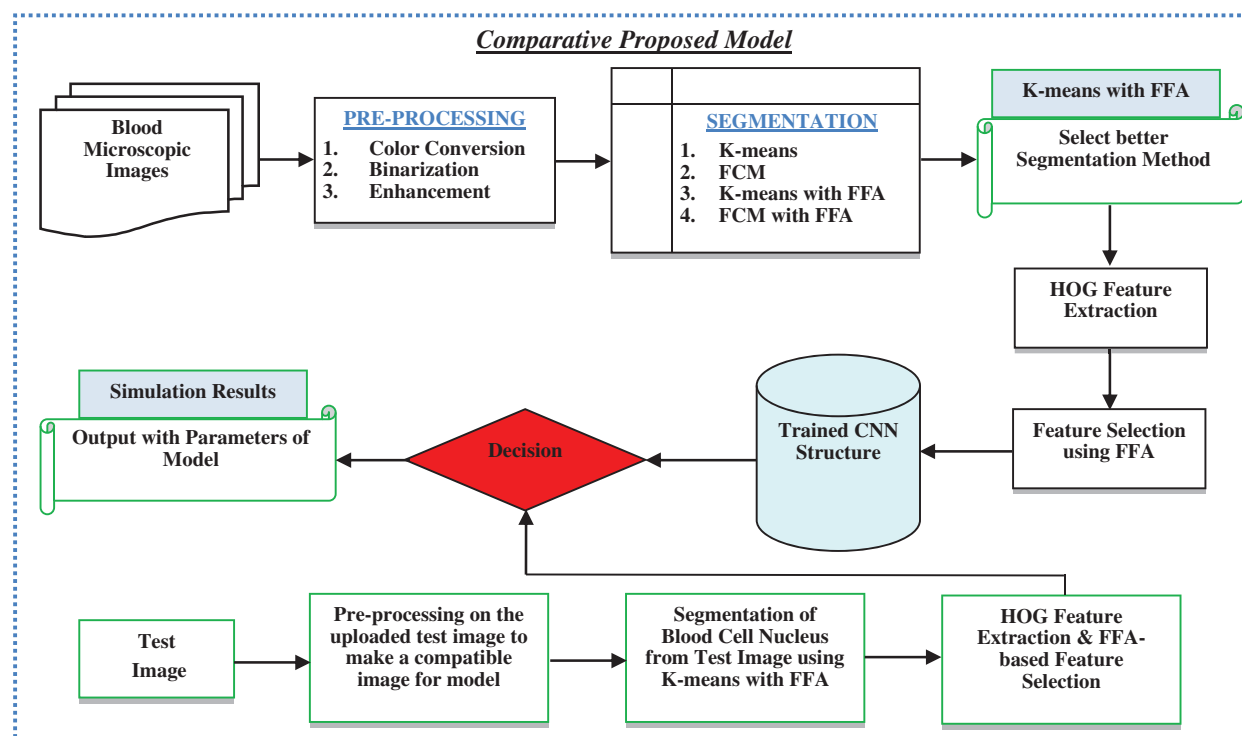 Comparative Proposed Model
Blood
Microscopic
Images
PRE-PROCESSING
1. Color Conversion
2. Binarization
3. Enhancement
SEGMENTATION
1. K-means
2. FCM
3. K-means with FFA
4. FCM with FFA
K-means with FFA
Select better
Segmentation Method
HOG Feature
Extraction
Feature Selection
using FFA
Trained CNN
Structure
Decision
Simulation Results
Output with Parameters of
Model
Test
Image
Pre-processing on the
uploaded test image to
make a compatible
image for model
Segmentation of
Blood Cell Nucleus
from Test Image using
K-means with FFA
HOG Feature
Extraction & FFA-
based Feature
Selection